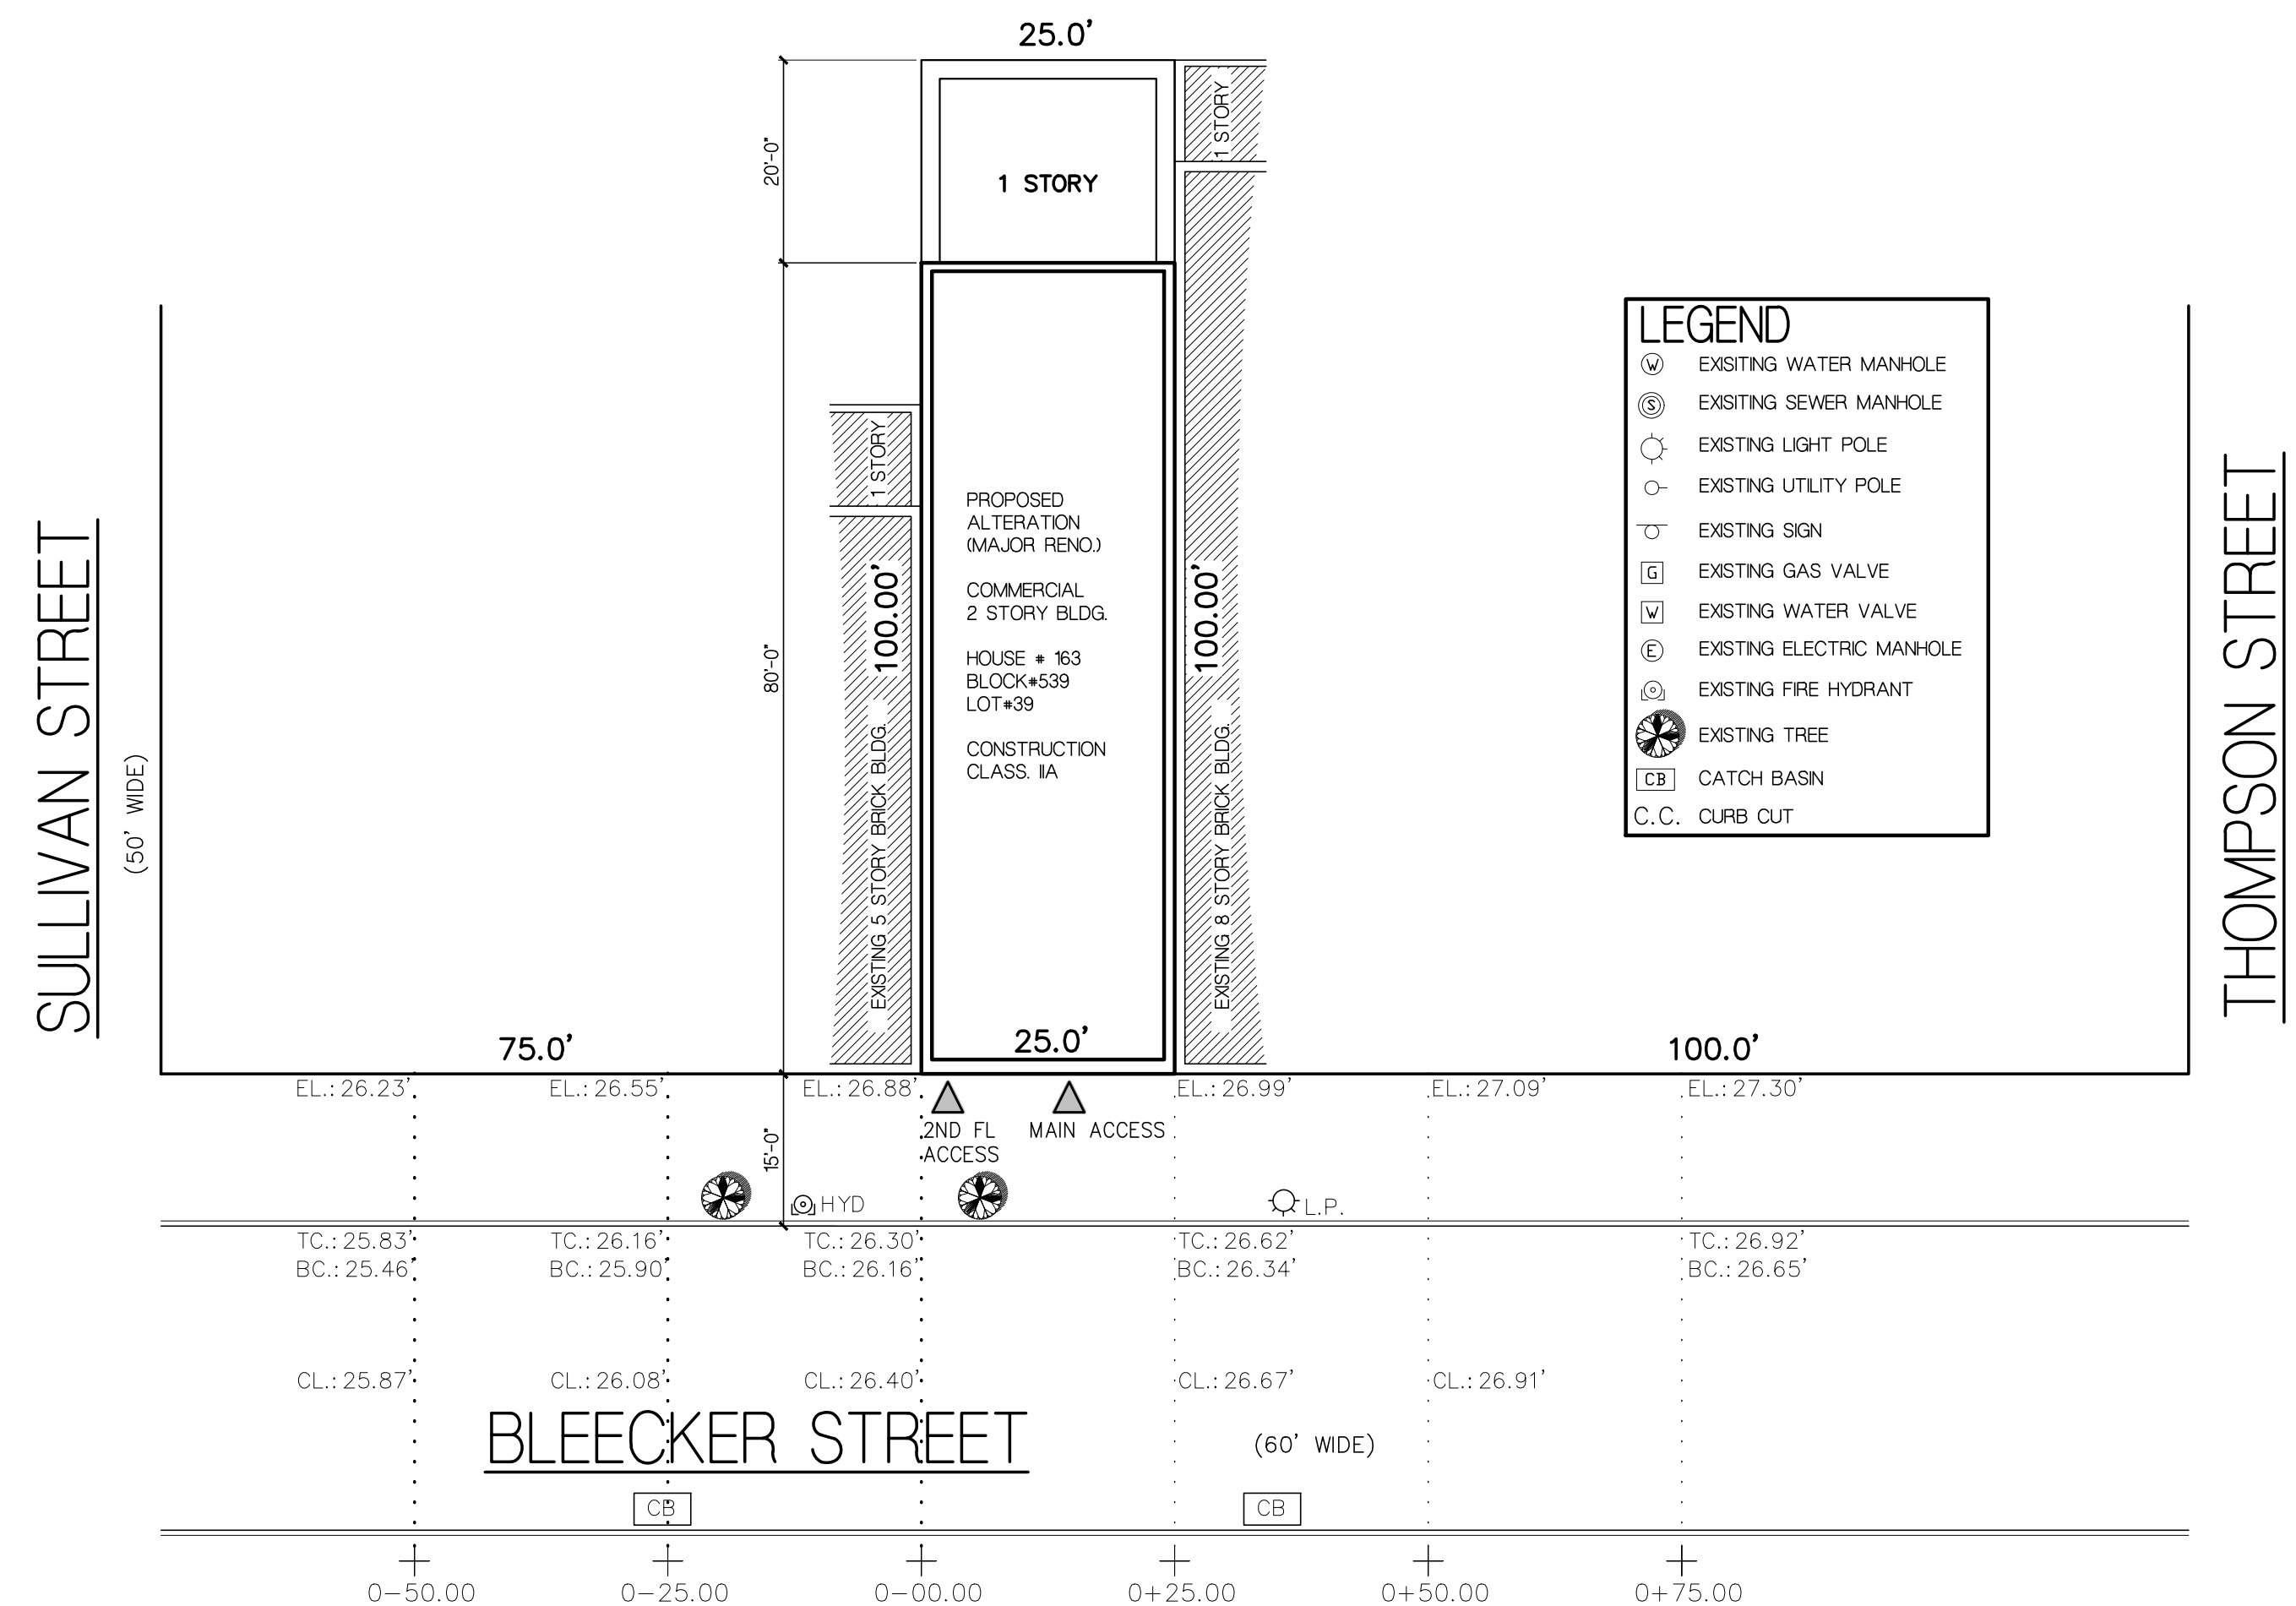 25.0'
20'-0"
1 STORY
1 STORY
1 STORY
80'-0"
100.00'
100.00'
PROPOSED
ALTERATION
(MAJOR RENO.)
COMMERCIAL
2 STORY BLDG.
HOUSE # 163
BLOCK#539
LOT#39
CONSTRUCTION
CLASS. IIA
EXISTING 5 STORY BRICK BLDG.
EXISTING 8 STORY BRICK BLDG.
SULLIVAN STREET
(50' WIDE)
THOMPSON STREET
LEGEND
W EXISITING WATER MANHOLE
S EXISITING SEWER MANHOLE
EXISTING LIGHT POLE
EXISTING UTILITY POLE
EXISTING SIGN
G EXISTING GAS VALVE
W EXISTING WATER VALVE
E EXISTING ELECTRIC MANHOLE
EXISTING FIRE HYDRANT
EXISTING TREE
CB CATCH BASIN
C.C. CURB CUT
75.0'
25.0'
100.0'
EL.:26.23' EL.:26.55' EL.:26.88' EL.:26.99' EL.:27.09' EL.:27.30'
15'-0"
2ND FL
ACCESS
MAIN ACCESS
HYD
L.P.
TC.:25.83' TC.:26.16' TC.:26.30' TC.:26.62' TC.:26.92'
BC.:25.46' BC.:25.90' BC.:26.16' BC.:26.34' BC.:26.65'
CL.:25.87' CL.:26.08' CL.:26.40' CL.:26.67' CL.:26.91'
BLEECKER STREET
(60' WIDE)
CB CB
0-50.00 0-25.00 0-00.00 0+25.00 0+50.00 0+75.00